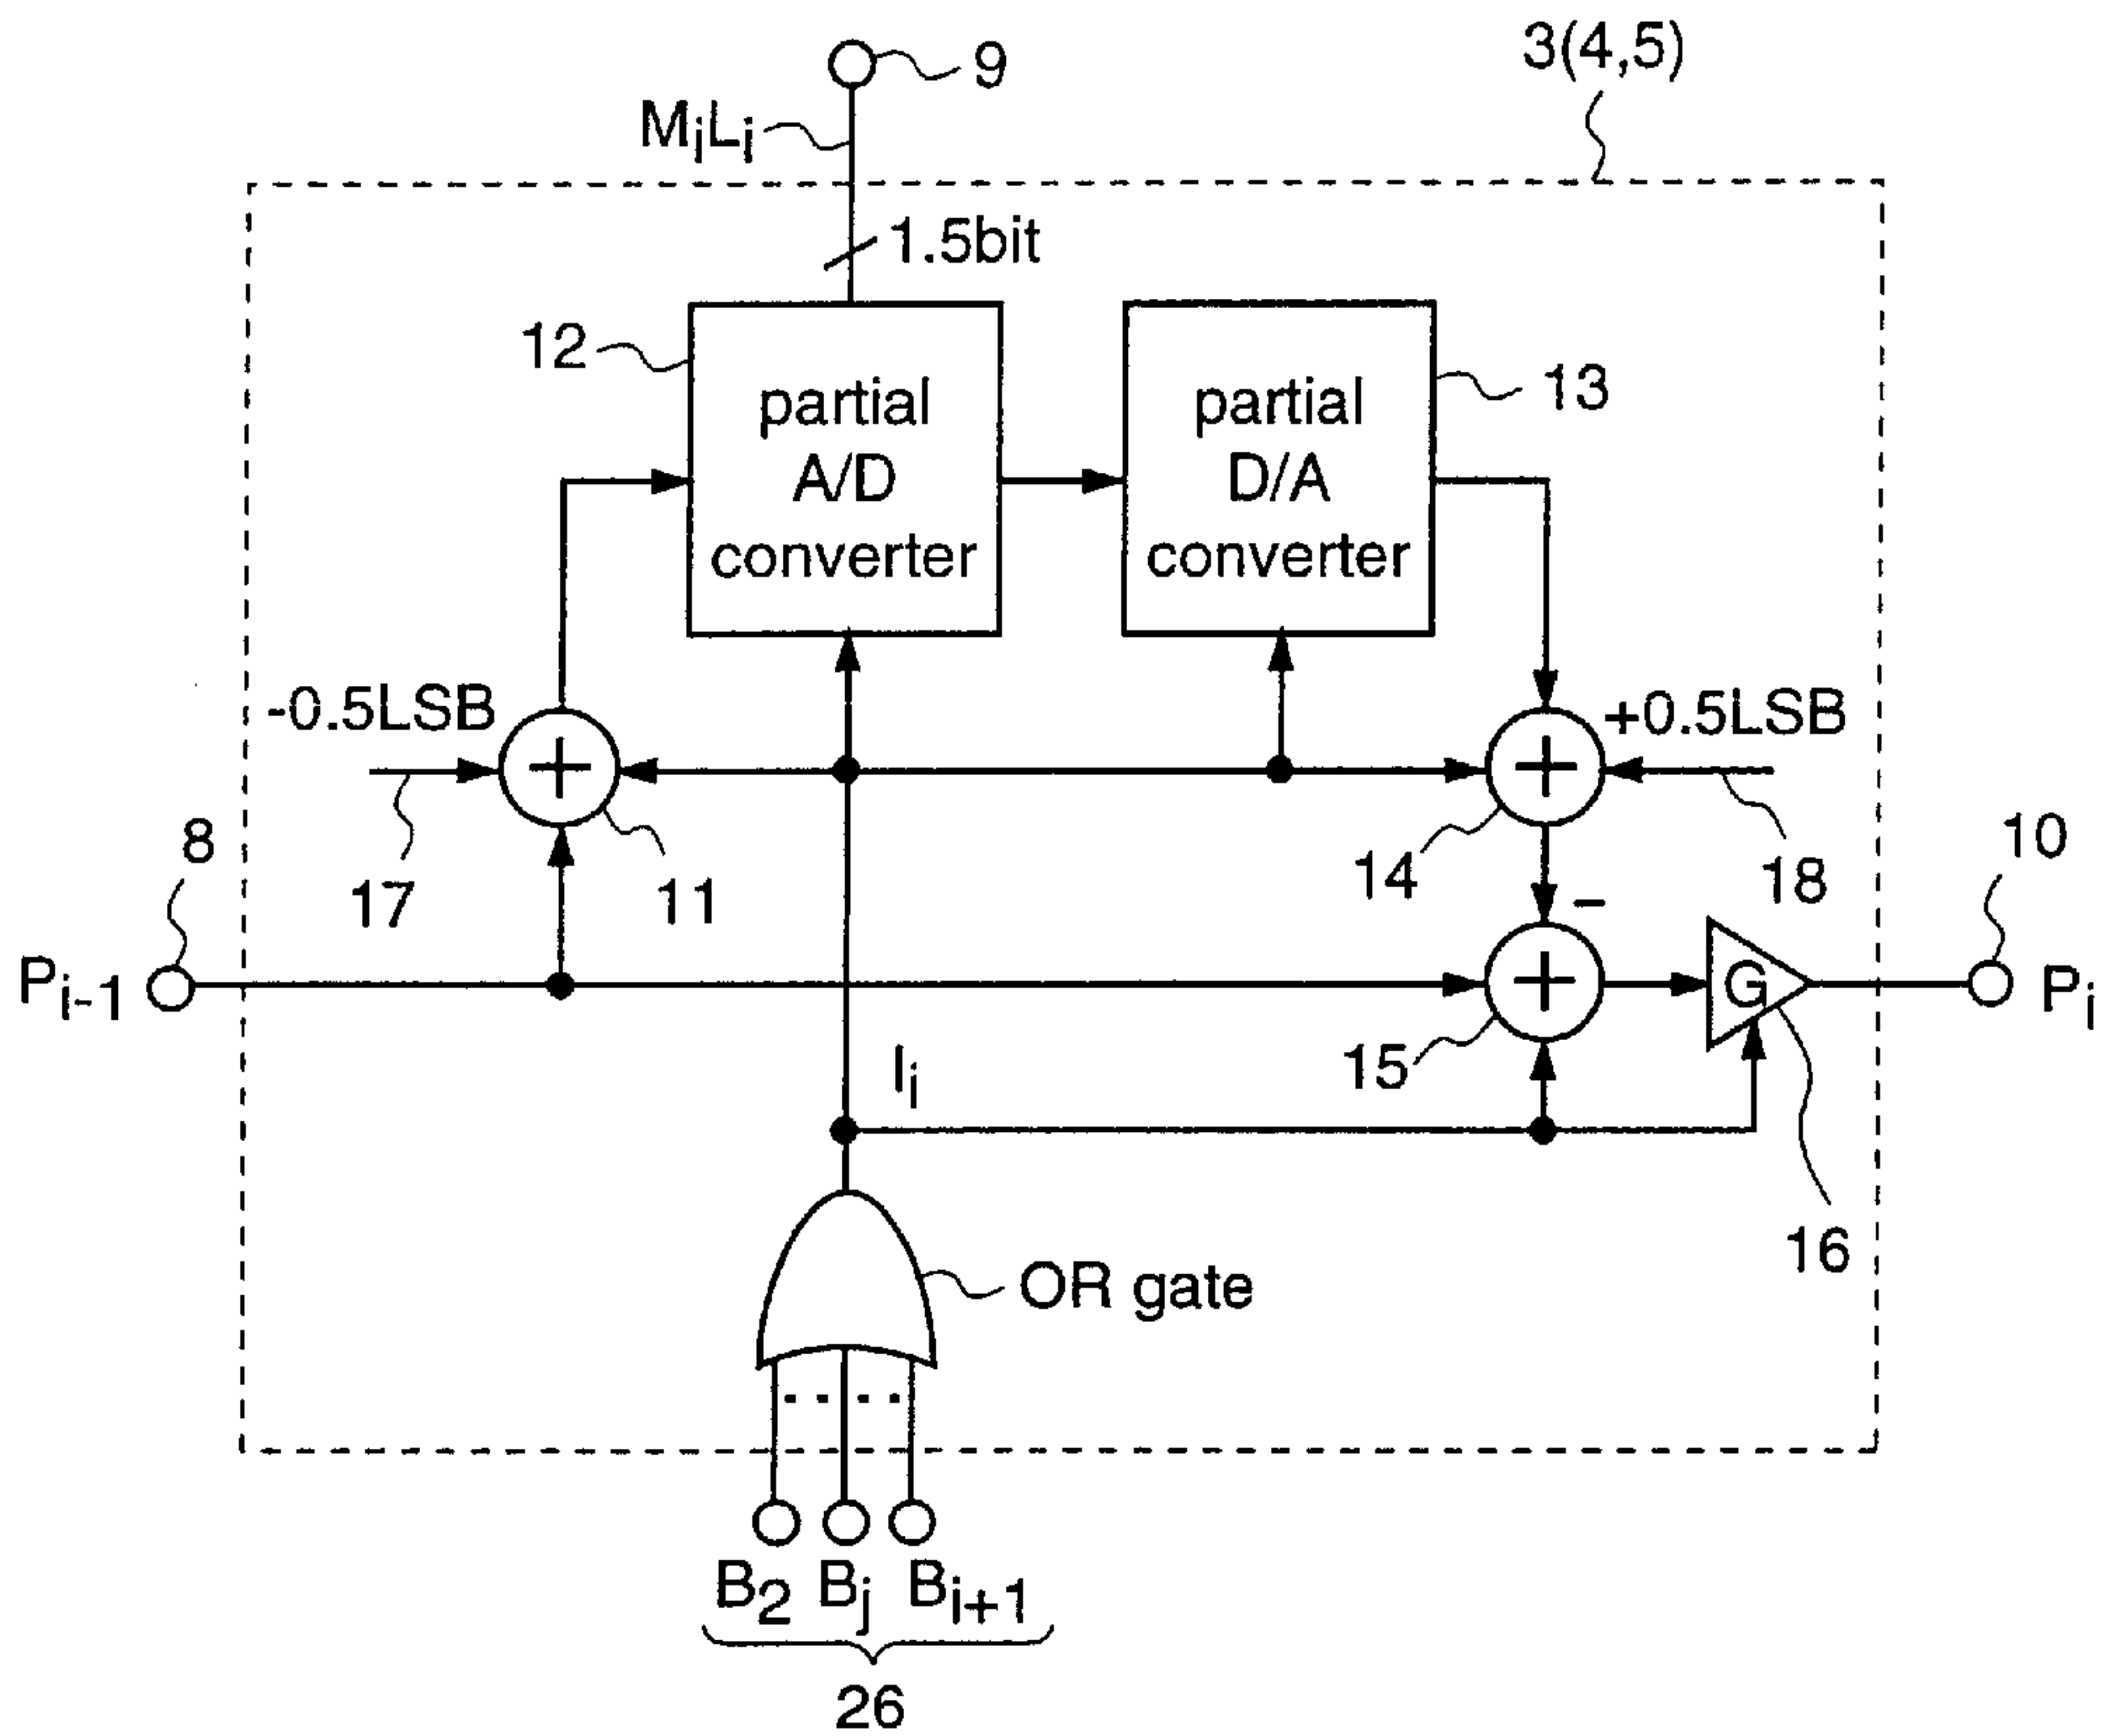 9
3(4,5)
MiLi
1.5bit
12
partial
A/D
converter
partial
D/A
converter
13
-0.5LSB
+
+
+0.5LSB
8
17
11
14
18
10
Pi-1
-
+
G
Pi
15
Ii
16
OR gate
B2 Bj Bi+1
26